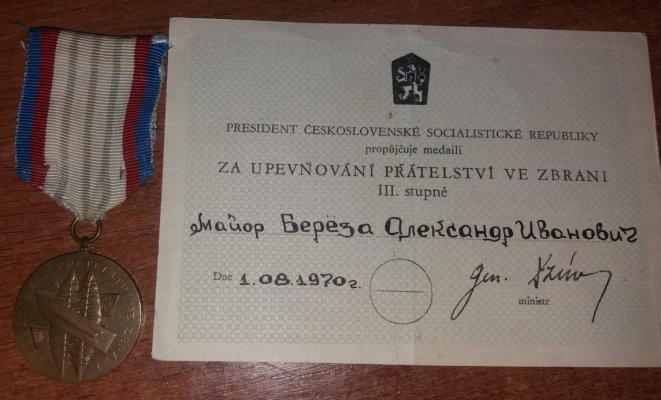 PRESIDENT ČESKOSLOVENSKÉ SOCIALISTICKÉ REPUBLIKY
propůjčuje medaili
ZA UPEVŇOVÁNÍ PŘÁTELSTVÍ VE ZBRANI
III. stupně
Майор Берёза Александр Иванович
Dne 1.08.1970г.
gen.
ministr